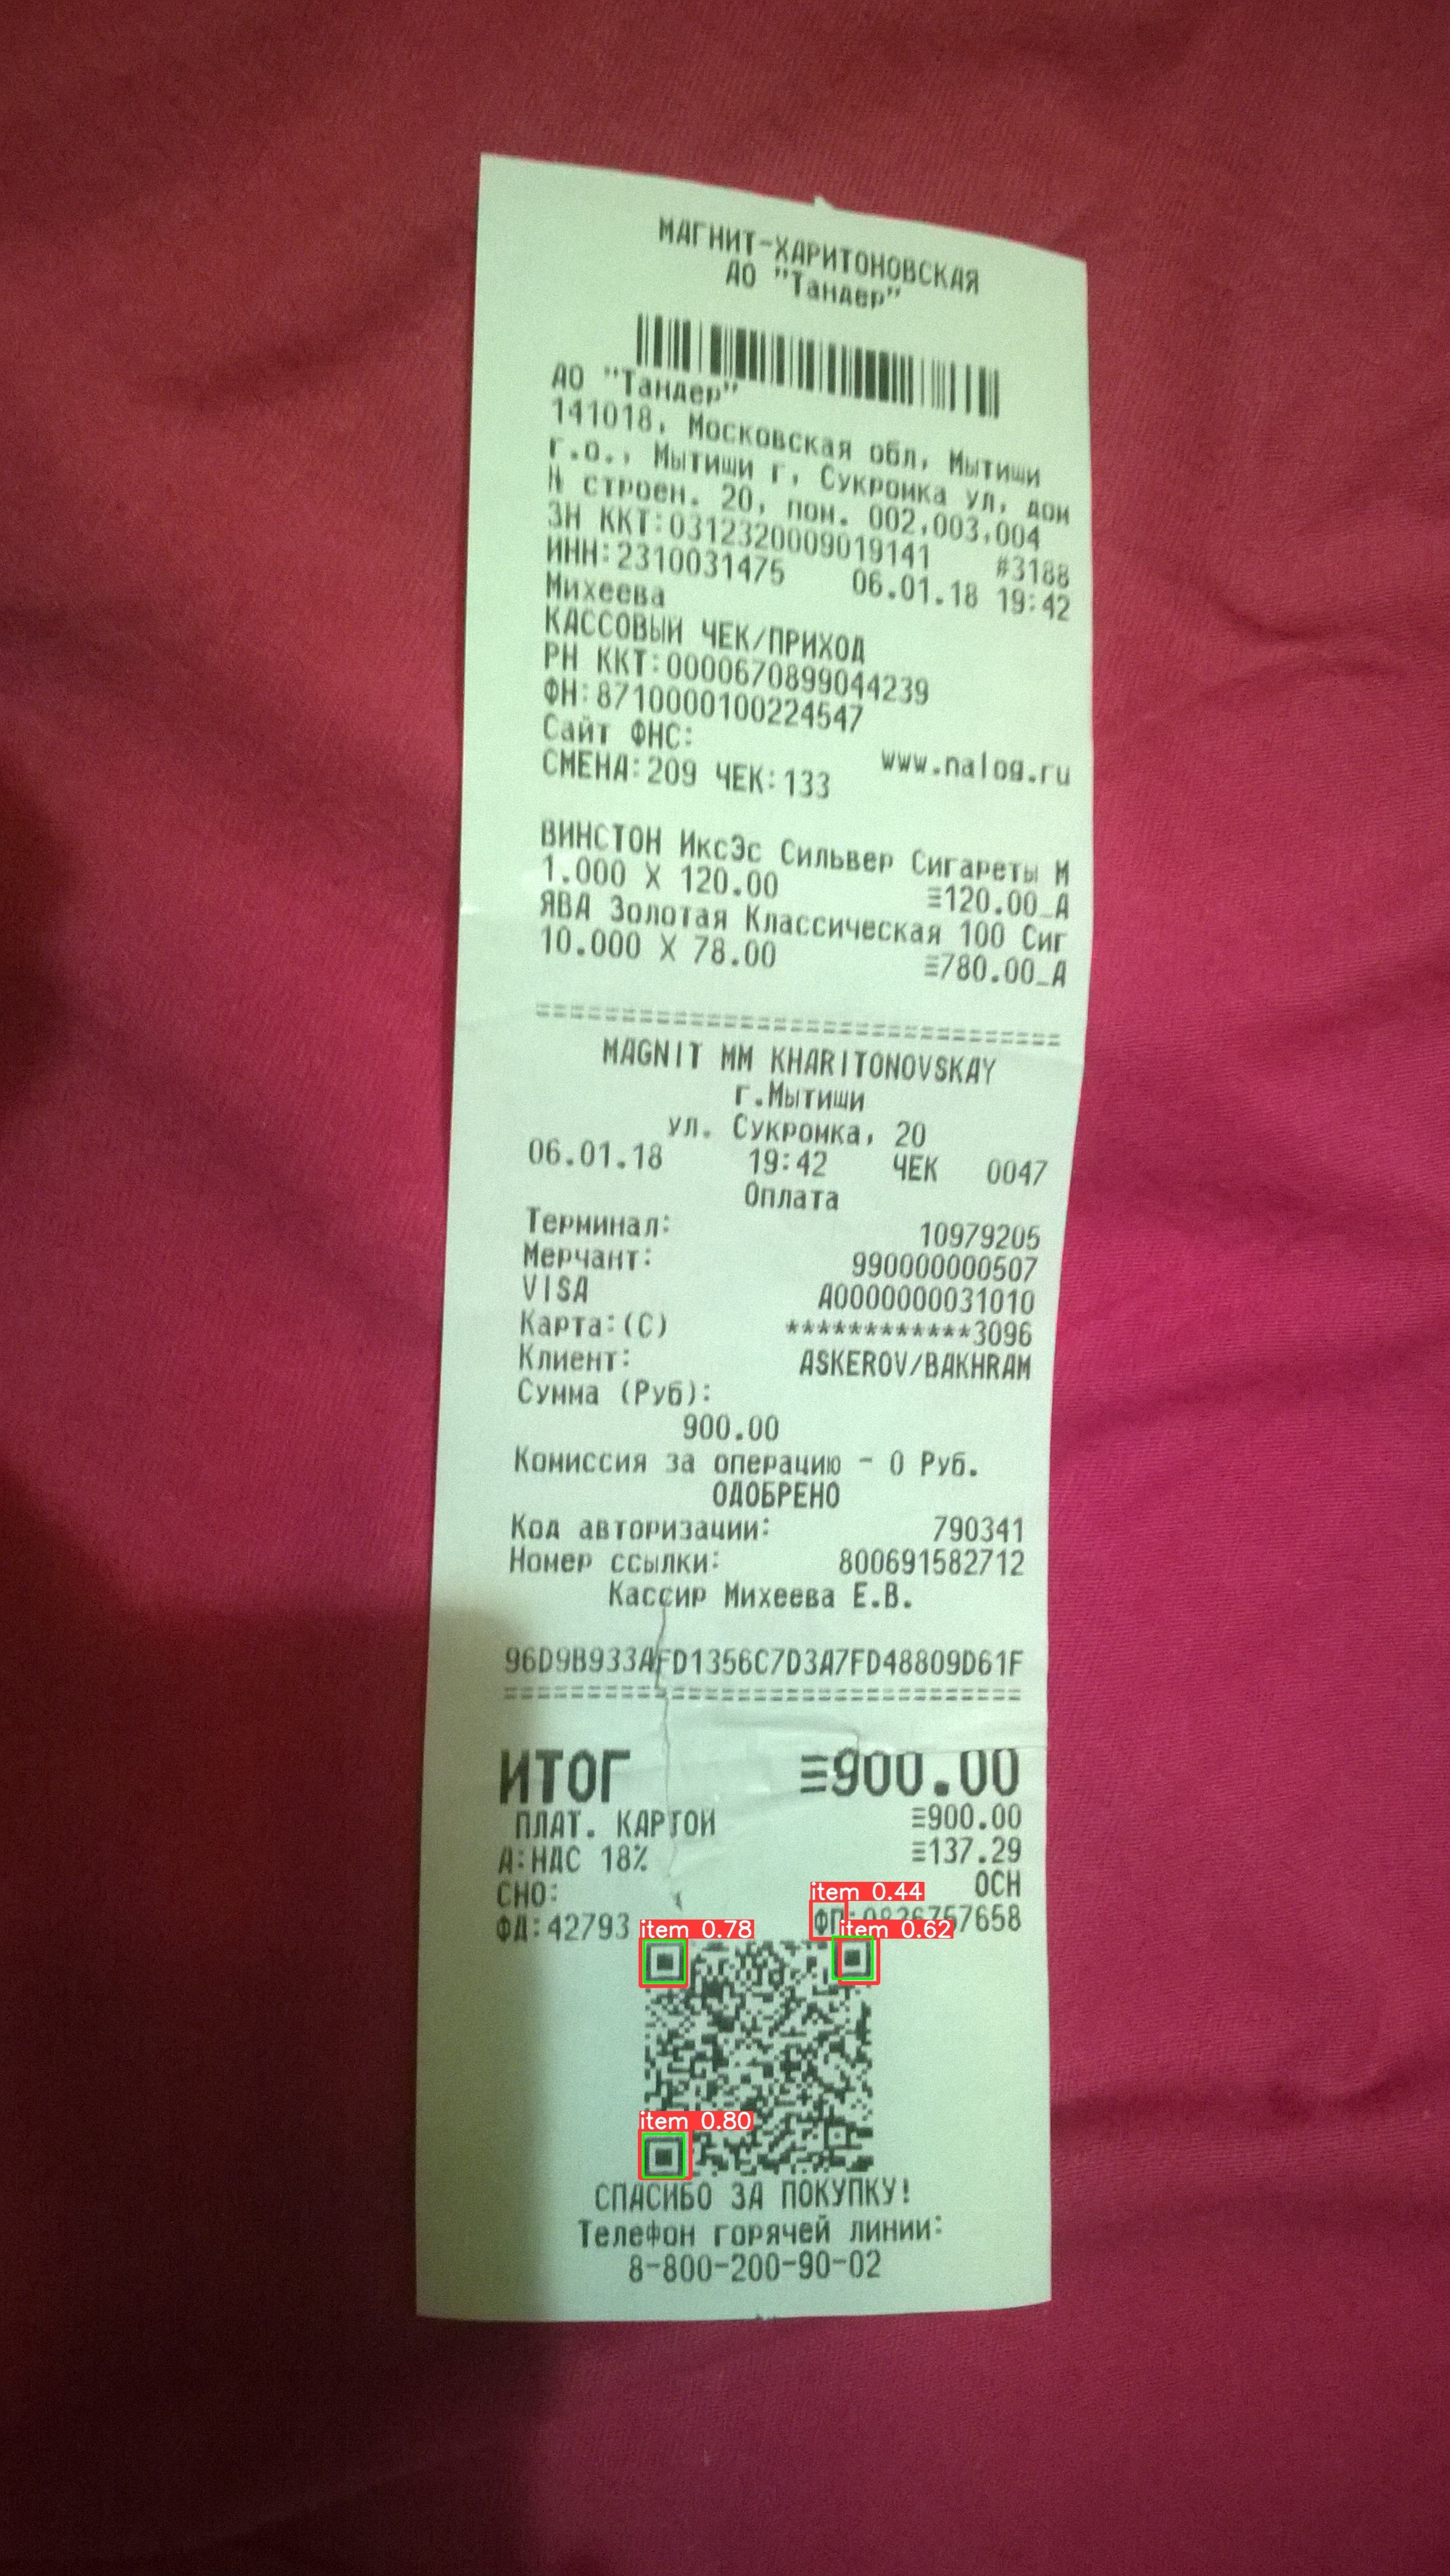 МАГНИТ-ХАРИТОНОВСКАЯ
АО "Тандер"
АО "Тандер"
141018, Московская обл, Мытищи
г.о., Мытищи г, Сукромка ул, дом
N строен. 20, пом. 002,003,004
ЗН ККТ:0312320009019141 #3188
ИНН:2310031475 06.01.18 19:42
Михеева
КАССОВЫЙ ЧЕК/ПРИХОД
РН ККТ:0000670899044239
ФН:8710000100224547
Сайт ФНС: www.nalog.ru
СМЕНА:209 ЧЕК:133
ВИНСТОН ИксЭс Сильвер Сигареты М
1.000 X 120.00 ≡120.00_А
ЯВА Золотая Классическая 100 Сиг
10.000 X 78.00 ≡780.00_А
MAGNIT MM KHARITONOVSKAY
г.Мытищи
ул. Сукромка, 20
06.01.18 19:42 ЧЕК 0047
Оплата
Терминал: 10979205
Мерчант: 990000000507
VISA A0000000031010
Карта:(C) ************3096
Клиент: ASKEROV/BAKHRAM
Сумма (Руб):
900.00
Комиссия за операцию - 0 Руб.
ОДОБРЕНО
Код авторизации: 790341
Номер ссылки: 800691582712
Кассир Михеева Е.В.
96D9B933AFD1356C7D3A7FD48809D61F
ИТОГ ≡900.00
ПЛАТ. КАРТОЙ ≡900.00
А:НДС 18% ≡137.29
СНО: ОСН
item 0.44
ФД:42793 ФП:0826757658
item 0.78 item 0.62
item 0.80
СПАСИБО ЗА ПОКУПКУ!
Телефон горячей линии:
8-800-200-90-02